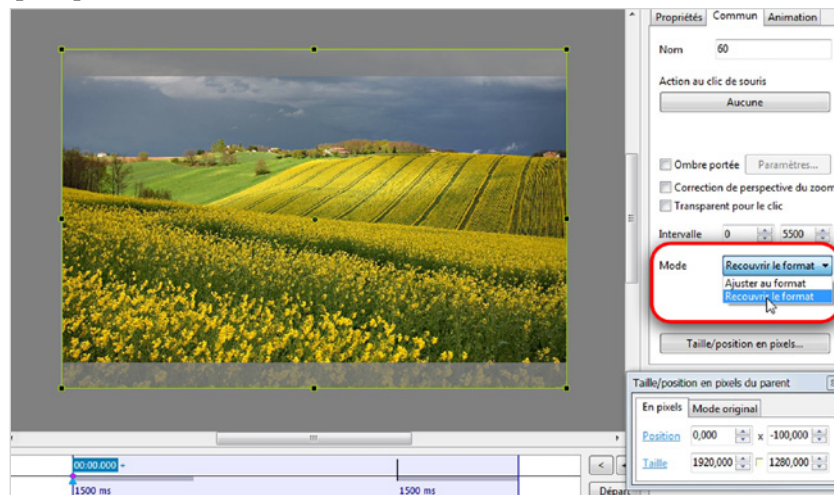 Propriétés Commun Animation
Nom 60
Action au clic de souris
Aucune
Ombre portée Paramètres...
Correction de perspective du zoom
Transparent pour le clic
Intervalle 0 5500
Mode Recouvrir le format
Ajuster au format
Recouvrir le format
Taille/position en pixels...
Taille/position en pixels du parent
En pixels Mode original
Position 0,000 x -100,000
Taille 1920,000 1280,000
00:00.000 -
< 
1500 ms 1500 ms Départ